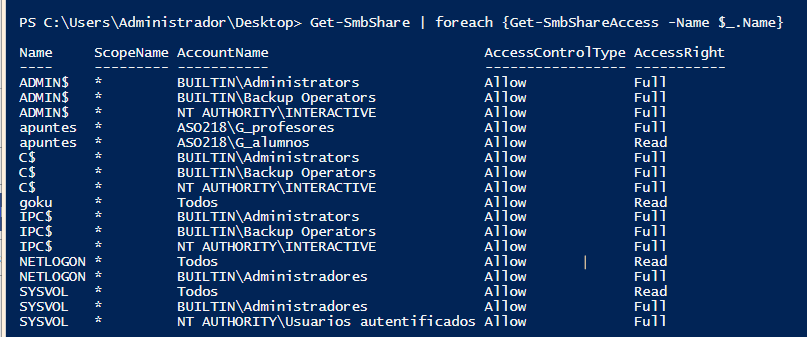 PS C:\Users\Administrador\Desktop> Get-SmbShare | foreach {Get-SmbShareAccess -Name $_.Name}
Name ScopeName AccountName AccessControlType AccessRight
---- --------- ----------- ----------------- -----------
ADMIN$ * BUILTIN\Administrators Allow Full
ADMIN$ * BUILTIN\Backup Operators Allow Full
ADMIN$ * NT AUTHORITY\INTERACTIVE Allow Full
apuntes * ASO218\G_profesores Allow Full
apuntes * ASO218\G_alumnos Allow Read
C$ * BUILTIN\Administrators Allow Full
C$ * BUILTIN\Backup Operators Allow Full
C$ * NT AUTHORITY\INTERACTIVE Allow Full
goku * Todos Allow Read
IPC$ * BUILTIN\Administrators Allow Full
IPC$ * BUILTIN\Backup Operators Allow Full
IPC$ * NT AUTHORITY\INTERACTIVE Allow Full
NETLOGON * Todos Allow Read
NETLOGON * BUILTIN\Administradores Allow Full
SYSVOL * Todos Allow Read
SYSVOL * BUILTIN\Administradores Allow Full
SYSVOL * NT AUTHORITY\Usuarios autentificados Allow Full